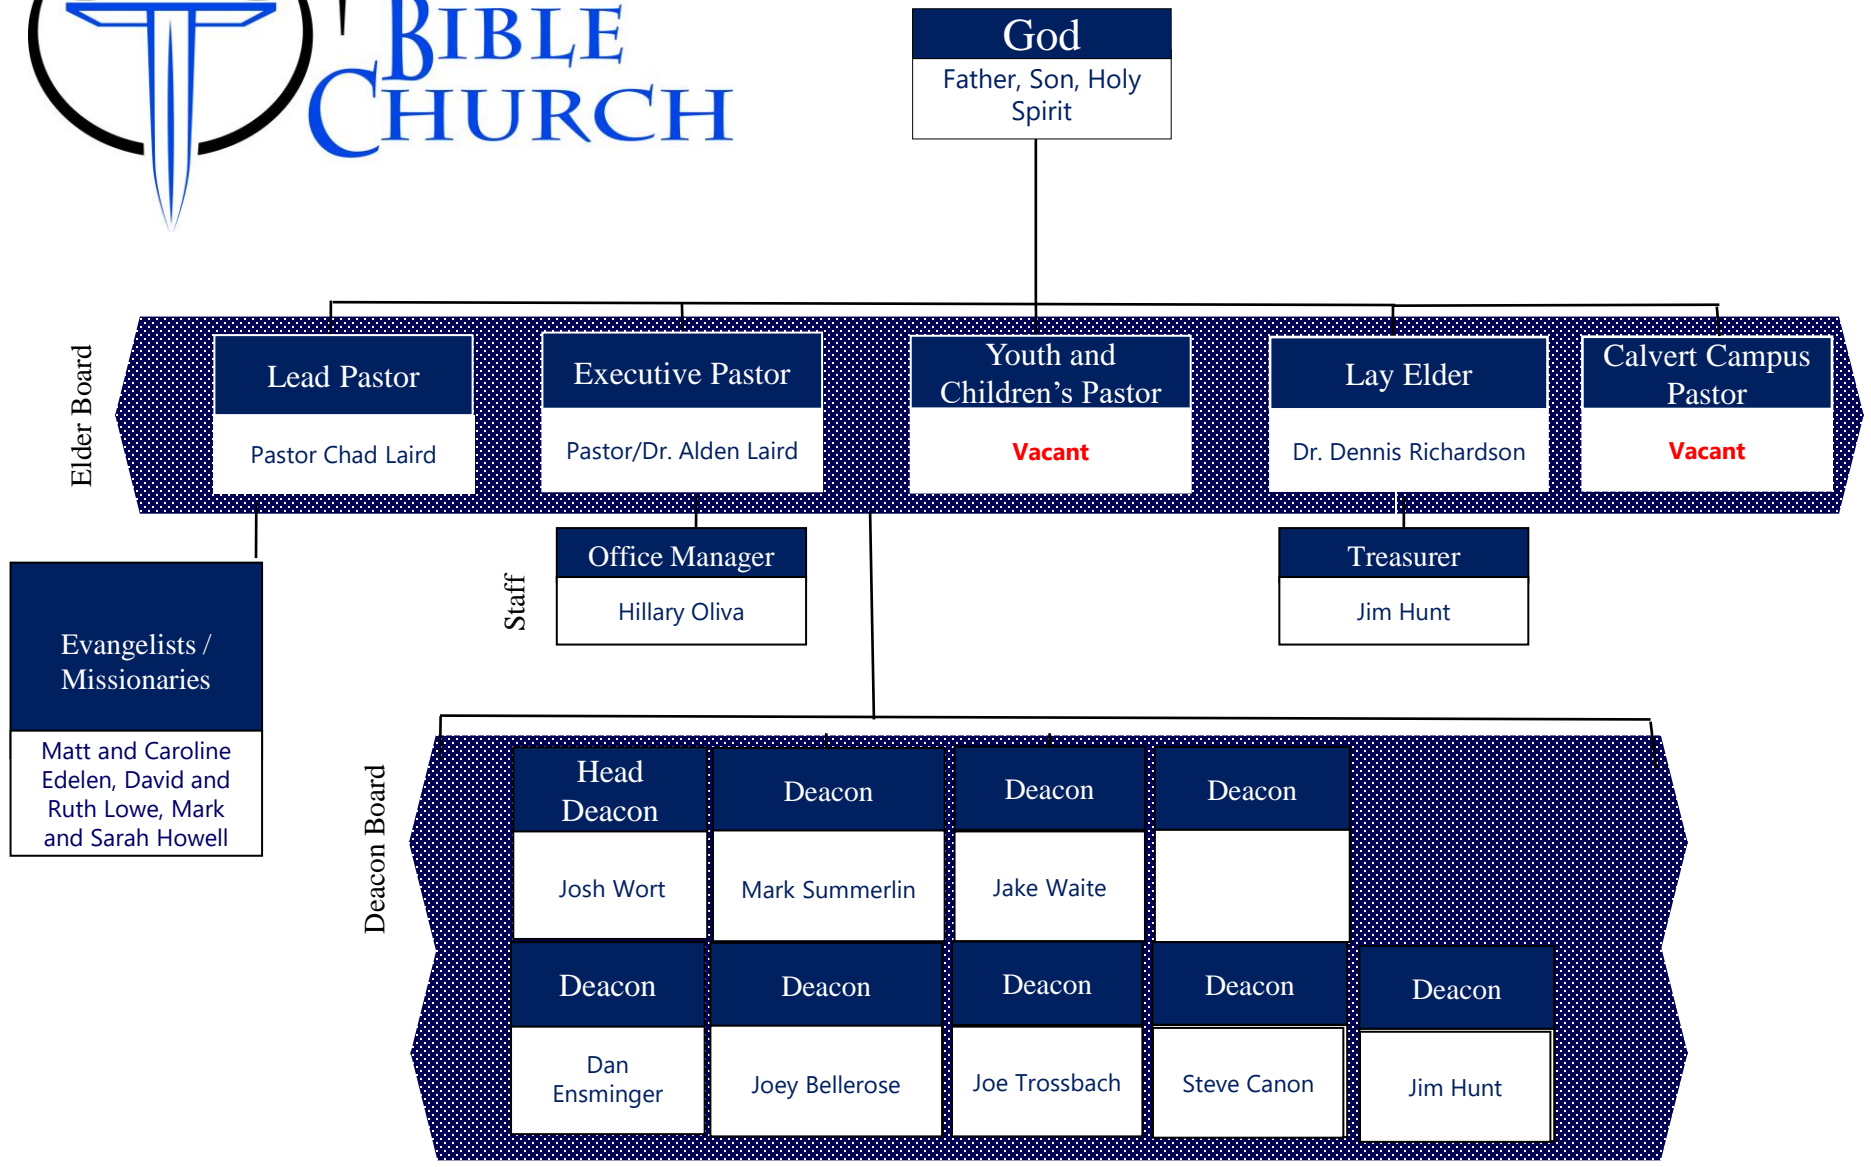 BIBLE
CHURCH
God
Father, Son, Holy
Spirit
Elder Board
Lead Pastor
Pastor Chad Laird
Executive Pastor
Pastor/Dr. Alden Laird
Youth and
Children’s Pastor
Vacant
Lay Elder
Dr. Dennis Richardson
Calvert Campus
Pastor
Vacant
Evangelists /
Missionaries
Matt and Caroline
Edelen, David and
Ruth Lowe, Mark
and Sarah Howell
Staff
Office Manager
Hillary Oliva
Treasurer
Jim Hunt
Deacon Board
Head
Deacon
Josh Wort
Deacon
Mark Summerlin
Deacon
Jake Waite
Deacon
Deacon
Dan
Ensminger
Deacon
Joey Bellerose
Deacon
Joe Trossbach
Deacon
Steve Canon
Deacon
Jim Hunt